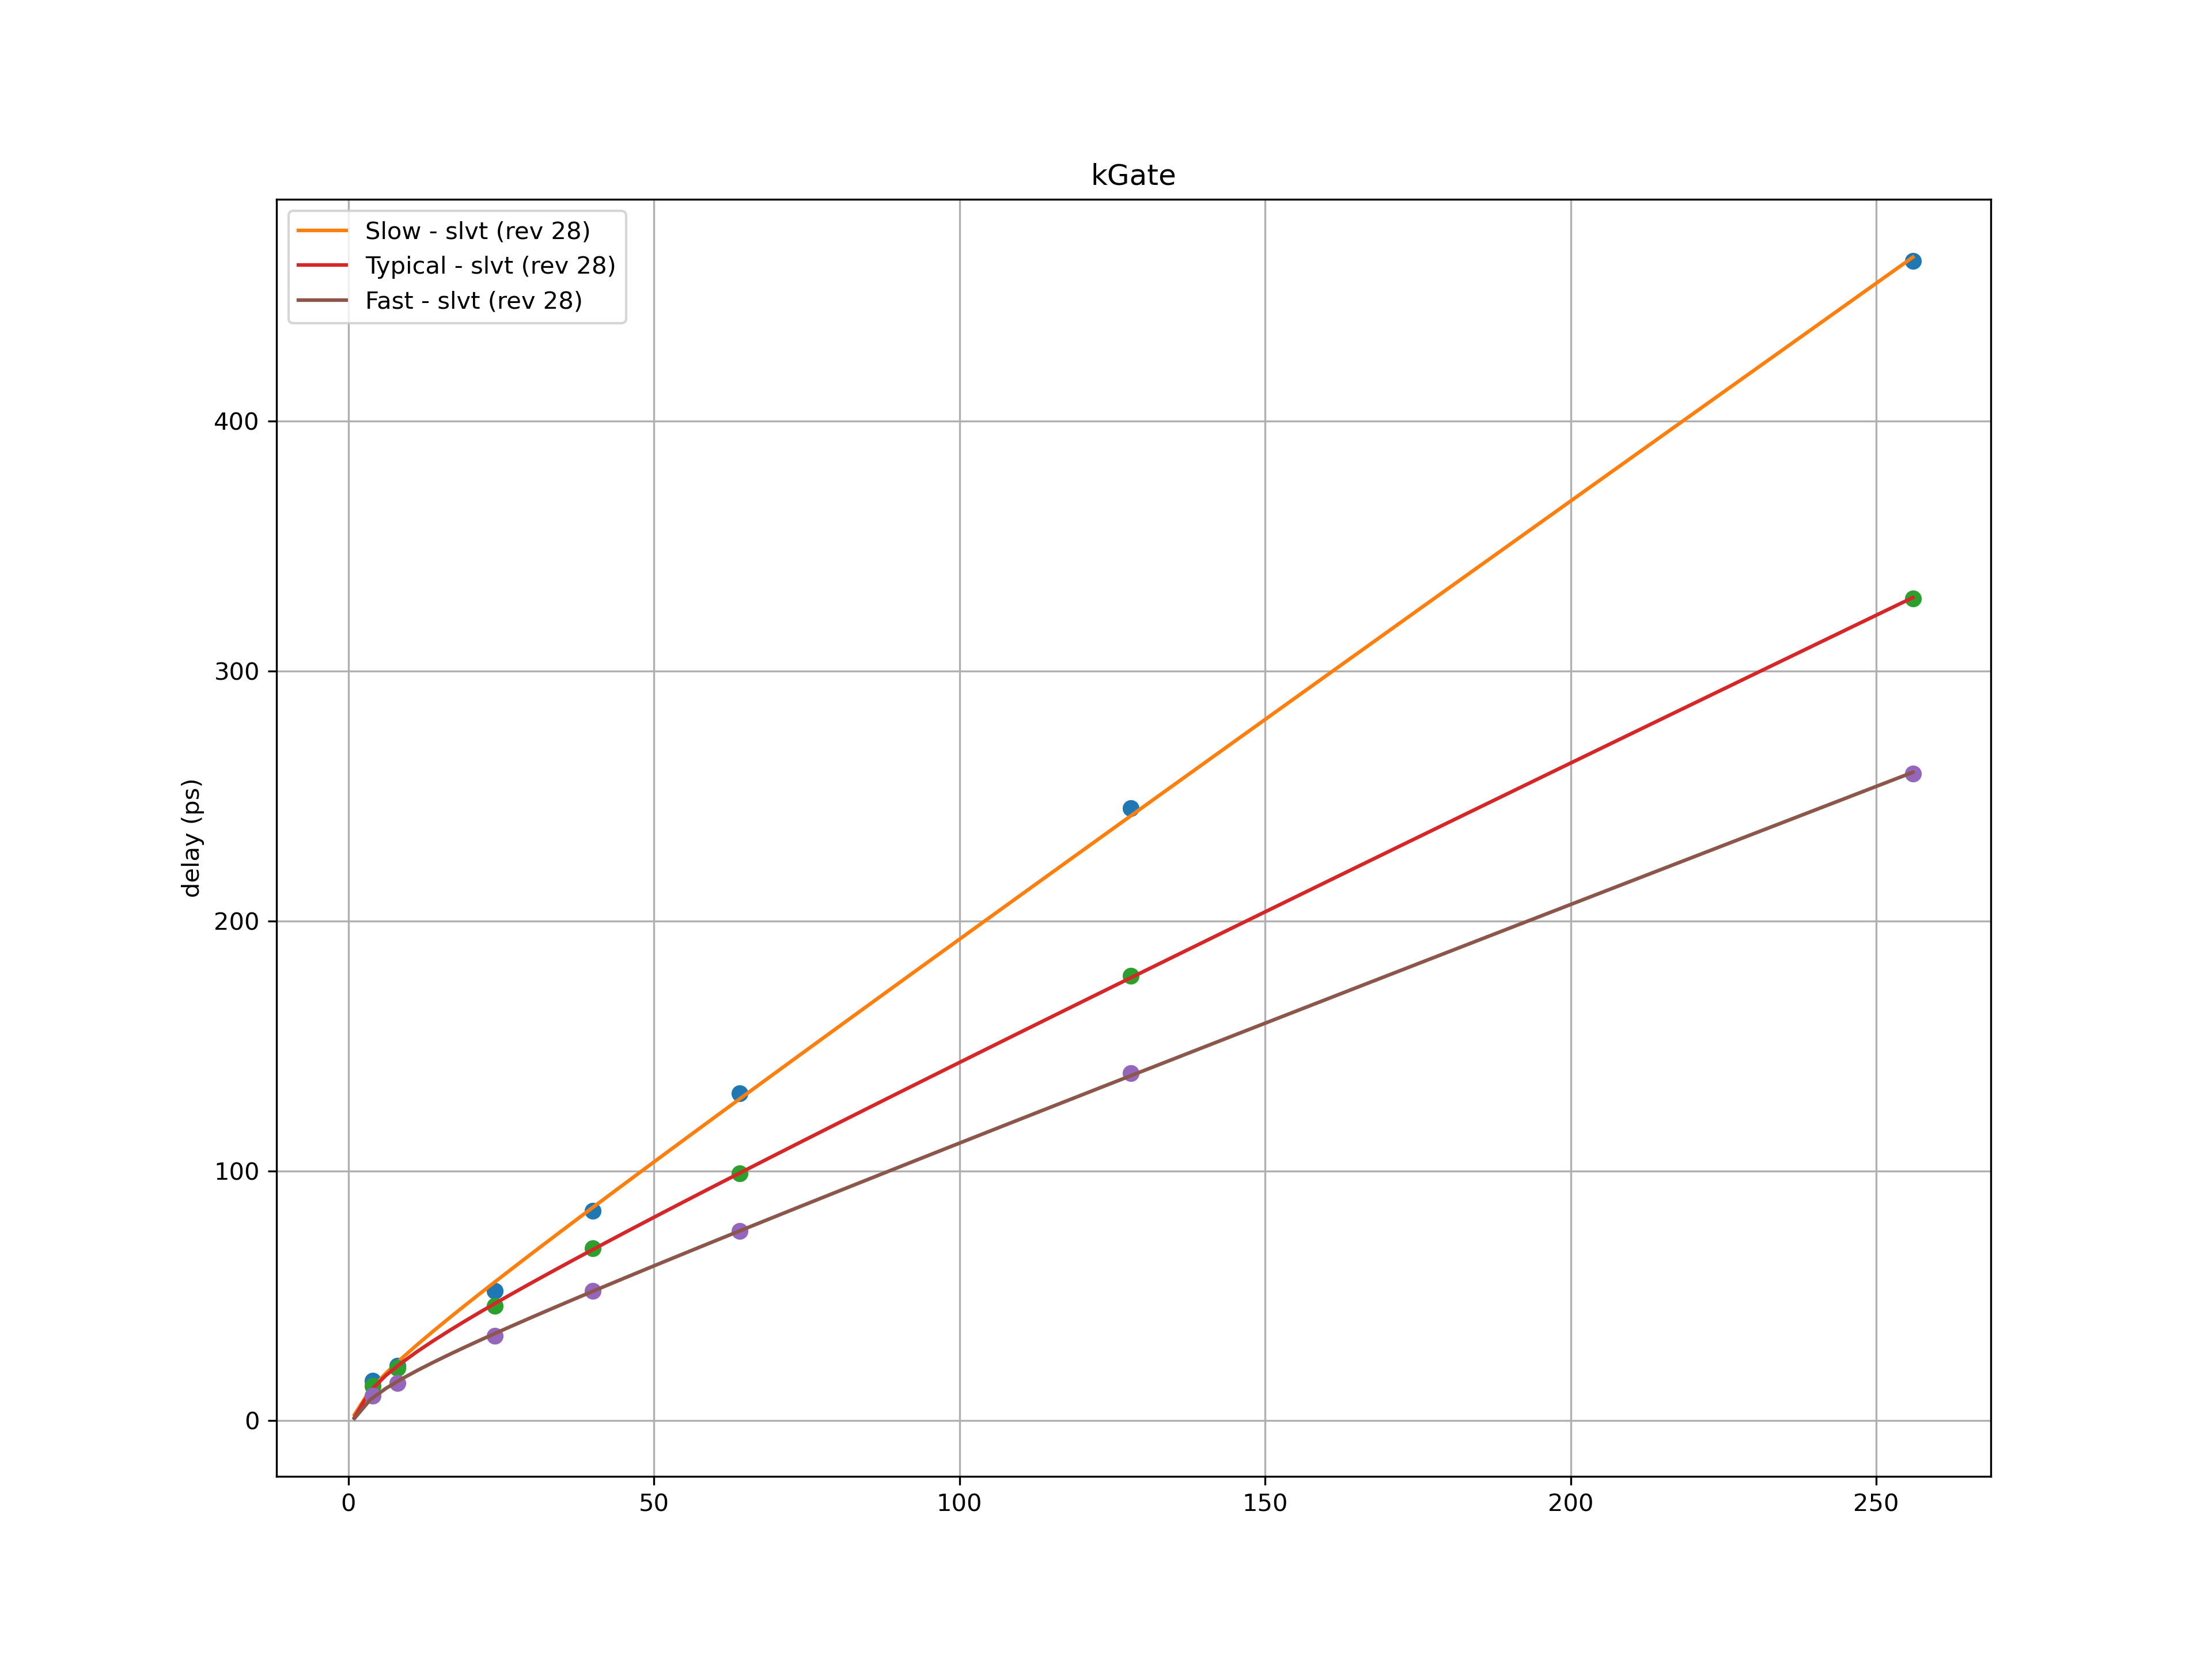 kGate
Slow - slvt (rev 28)
Typical - slvt (rev 28)
Fast - slvt (rev 28)
400
300
200
100
0
delay (ps)
0 50 100 150 200 250